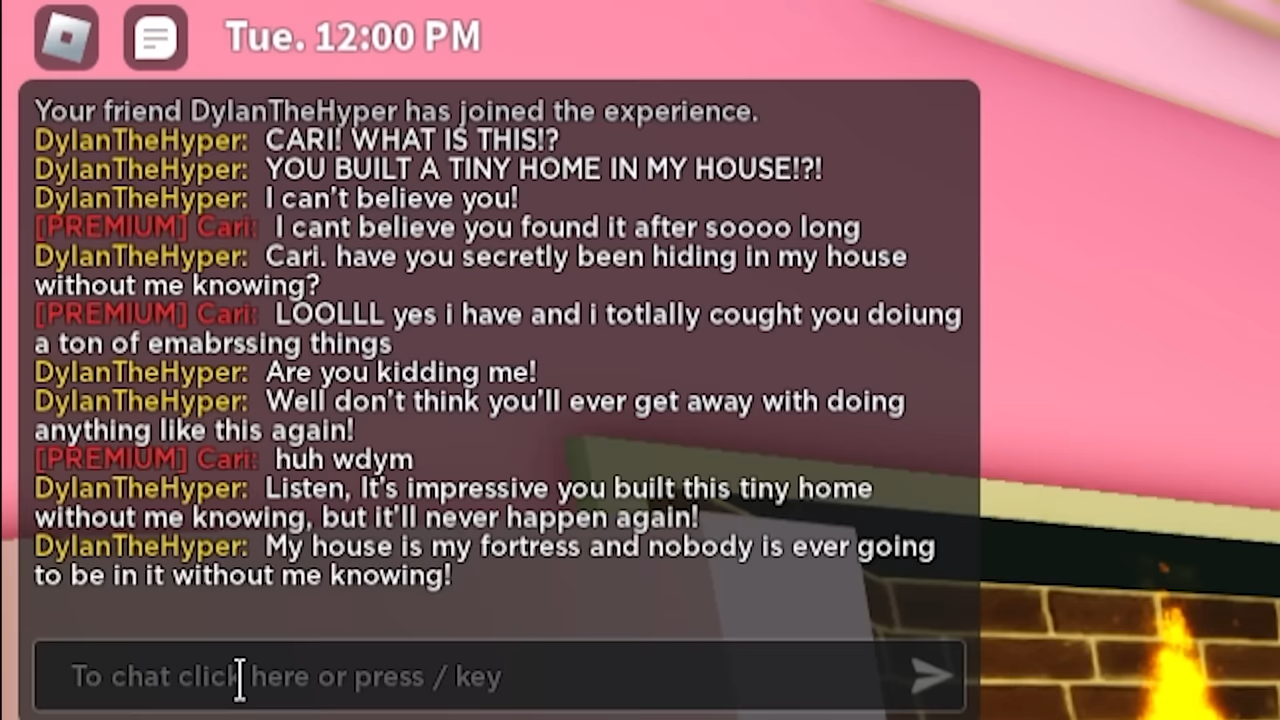 Tue. 12:00 PM
Your friend DylanTheHyper has joined the experience.
DylanTheHyper: CARI! WHAT IS THIS!?
DylanTheHyper: YOU BUILT A TINY HOME IN MY HOUSE!?!
DylanTheHyper: I can't believe you!
[PREMIUM] Cari: I cant believe you found it after soooo long
DylanTheHyper: Cari. have you secretly been hiding in my house
without me knowing?
[PREMIUM] Cari: LOOLLL yes i have and i totlally cought you doiung
a ton of emabrssing things
DylanTheHyper: Are you kidding me!
DylanTheHyper: Well don't think you'll ever get away with doing
anything like this again!
[PREMIUM] Cari: huh wdym
DylanTheHyper: Listen, It's impressive you built this tiny home
without me knowing, but it'll never happen again!
DylanTheHyper: My house is my fortress and nobody is ever going
to be in it without me knowing!
To chat click here or press / key